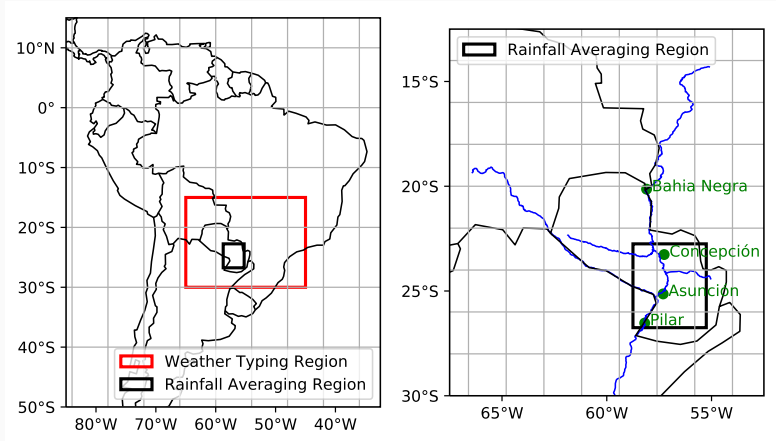 10°N
0°
10°S
20°S
30°S
40°S
50°S
80°W 70°W 60°W 50°W 40°W
Weather Typing Region
Rainfall Averaging Region
Rainfall Averaging Region
15°S
20°S
25°S
30°S
65°W 60°W 55°W
Bahia Negra
Concepción
Asunción
Pilar